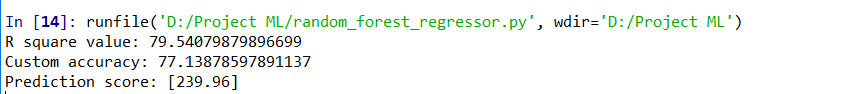 In [14]: runfile('D:/Project ML/random_forest_regressor.py', wdir='D:/Project ML')
R square value: 79.54079879896699
Custom accuracy: 77.13878597891137
Prediction score: [239.96]